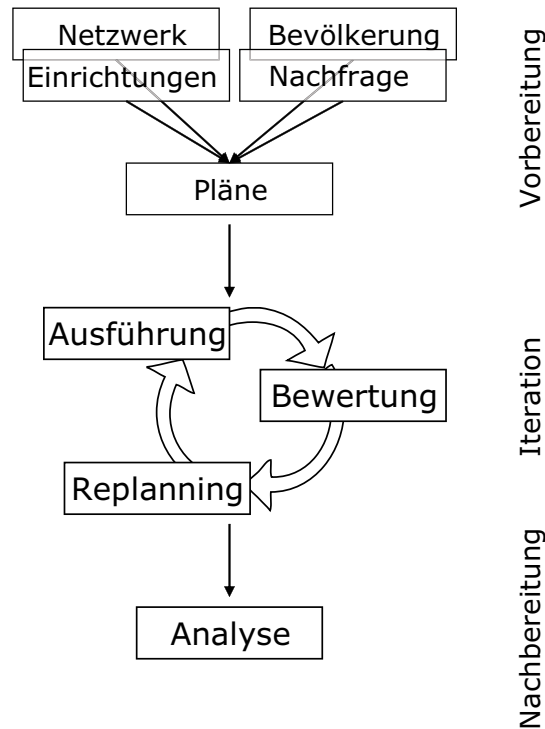 Netzwerk
Bevölkerung
Einrichtungen
Nachfrage
Pläne
Vorbereitung
Ausführung
Bewertung
Replanning
Iteration
Analyse
Nachbereitung